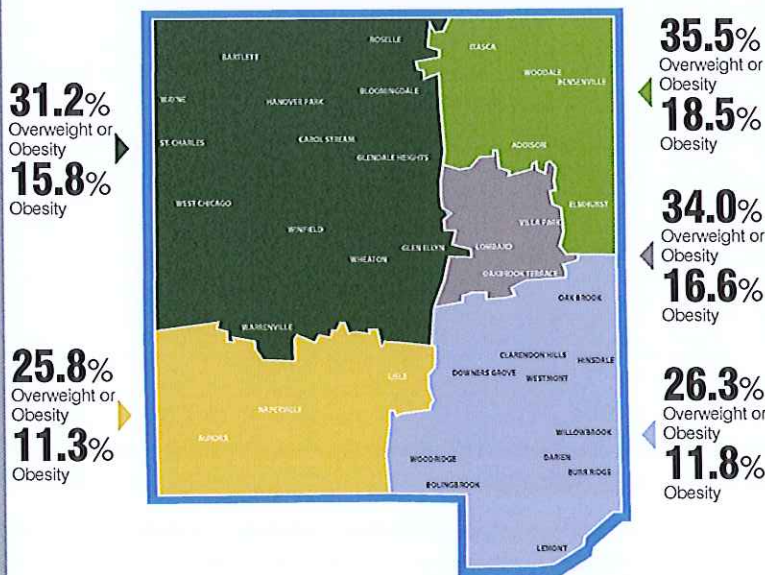 31.2%
Overweight or
Obesity
15.8%
Obesity
25.8%
Overweight or
Obesity
11.3%
Obesity
ROSELLE
BARTLETT
WAYNE
HANOVER PARK
BLOOMINGDALE
ST. CHARLES
CAROL STREAM
GLENDALE HEIGHTS
WEST CHICAGO
WINFIELD
GLEN ELLYN
WHEATON
WARRENVILLE
ITASCA
WOODALE
BENSENVILLE
ADDISON
ELMHURST
VILLA PARK
LOMBARD
OAKBROOK TERRACE
LISLE
NAPERVILLE
AURORA
OAK BROOK
CLARENDON HILLS
HINSDALE
DOWNERS GROVE
WESTMONT
WILLOWBROOK
WOODRIDGE
DARIEN
BURR RIDGE
BOLINGBROOK
LEMONT
35.5%
Overweight or
Obesity
18.5%
Obesity
34.0%
Overweight or
Obesity
16.6%
Obesity
26.3%
Overweight or
Obesity
11.8%
Obesity